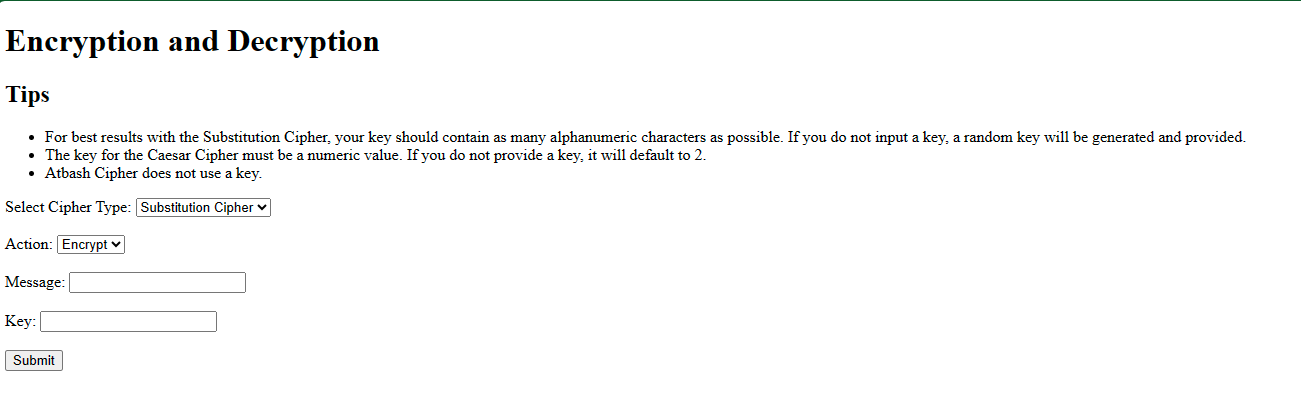 Encryption and Decryption
Tips
For best results with the Substitution Cipher, your key should contain as many alphanumeric characters as possible. If you do not input a key, a random key will be generated and provided.
The key for the Caesar Cipher must be a numeric value. If you do not provide a key, it will default to 2.
Atbash Cipher does not use a key.
Select Cipher Type: Substitution Cipher
Action: Encrypt
Message:
Key:
Submit